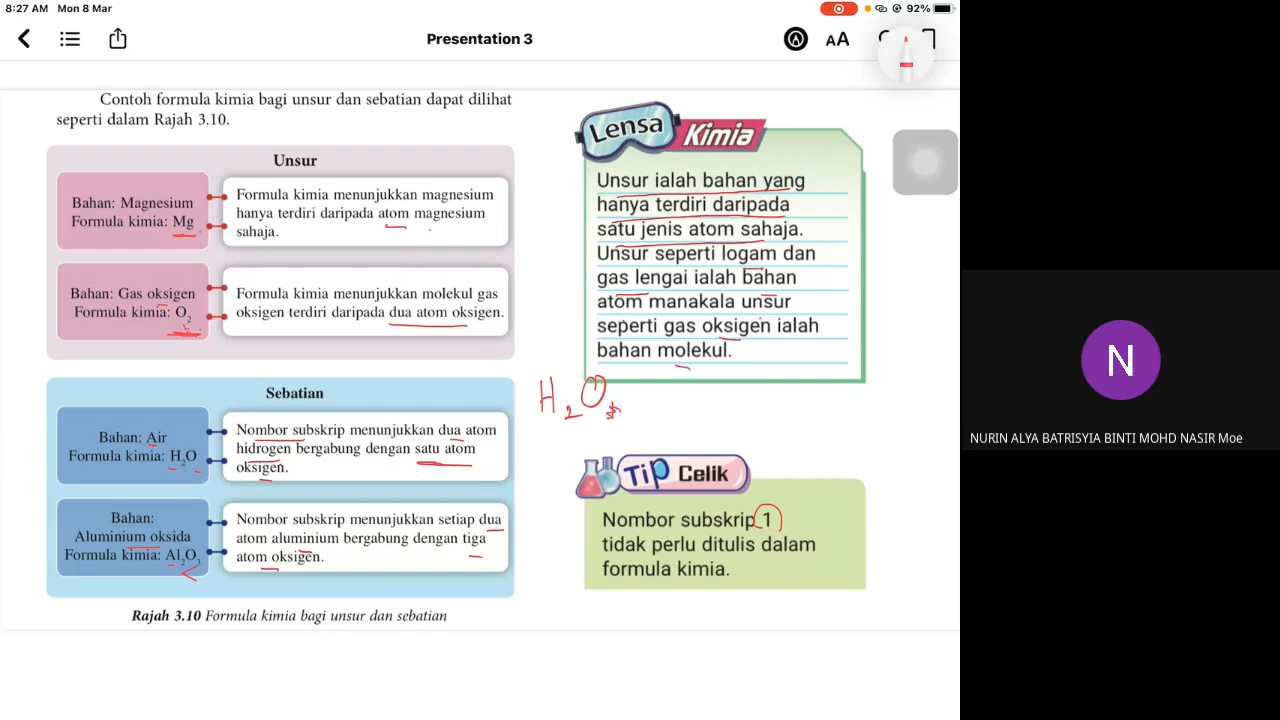 8:27 AM Mon 8 Mar
92%
Presentation 3
AA
Contoh formula kimia bagi unsur dan sebatian dapat dilihat
seperti dalam Rajah 3.10.
Unsur
Bahan: Magnesium
Formula kimia: Mg
Formula kimia menunjukkan magnesium
hanya terdiri daripada atom magnesium
sahaja.
Bahan: Gas oksigen
Formula kimia: O₂
Formula kimia menunjukkan molekul gas
oksigen terdiri daripada dua atom oksigen.
Sebatian
Bahan: Air
Formula kimia: H₂O
Nombor subskrip menunjukkan dua atom
hidrogen bergabung dengan satu atom
oksigen.
Bahan:
Aluminium oksida
Formula kimia: Al₂O₃
Nombor subskrip menunjukkan setiap dua
atom aluminium bergabung dengan tiga
atom oksigen.
Rajah 3.10 Formula kimia bagi unsur dan sebatian
Lensa Kimia
Unsur ialah bahan yang
hanya terdiri daripada
satu jenis atom sahaja.
Unsur seperti logam dan
gas lengai ialah bahan
atom manakala unsur
seperti gas oksigen ialah
bahan molekul.
H₂O
Tip Celik
Nombor subskrip 1
tidak perlu ditulis dalam
formula kimia.
N
NURIN ALYA BATRISYIA BINTI MOHD NASIR Moe